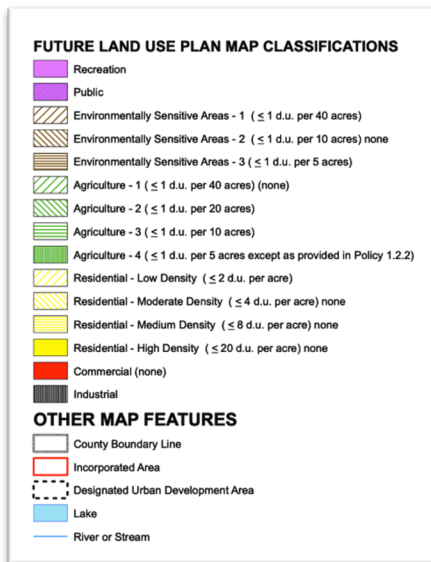 FUTURE LAND USE PLAN MAP CLASSIFICATIONS
Recreation
Public
Environmentally Sensitive Areas - 1 ( ≤ 1 d.u. per 40 acres)
Environmentally Sensitive Areas - 2 ( ≤ 1 d.u. per 10 acres) none
Environmentally Sensitive Areas - 3 ( ≤ 1 d.u. per 5 acres)
Agriculture - 1 ( ≤ 1 d.u. per 40 acres) (none)
Agriculture - 2 ( ≤ 1 d.u. per 20 acres)
Agriculture - 3 ( ≤ 1 d.u. per 10 acres)
Agriculture - 4 ( ≤ 1 d.u. per 5 acres except as provided in Policy 1.2.2)
Residential - Low Density ( ≤ 2 d.u. per acre)
Residential - Moderate Density ( ≤ 4 d.u. per acre) none
Residential - Medium Density ( ≤ 8 d.u. per acre) none
Residential - High Density ( ≤ 20 d.u. per acre) none
Commercial (none)
Industrial
OTHER MAP FEATURES
County Boundary Line
Incorporated Area
Designated Urban Development Area
Lake
River or Stream